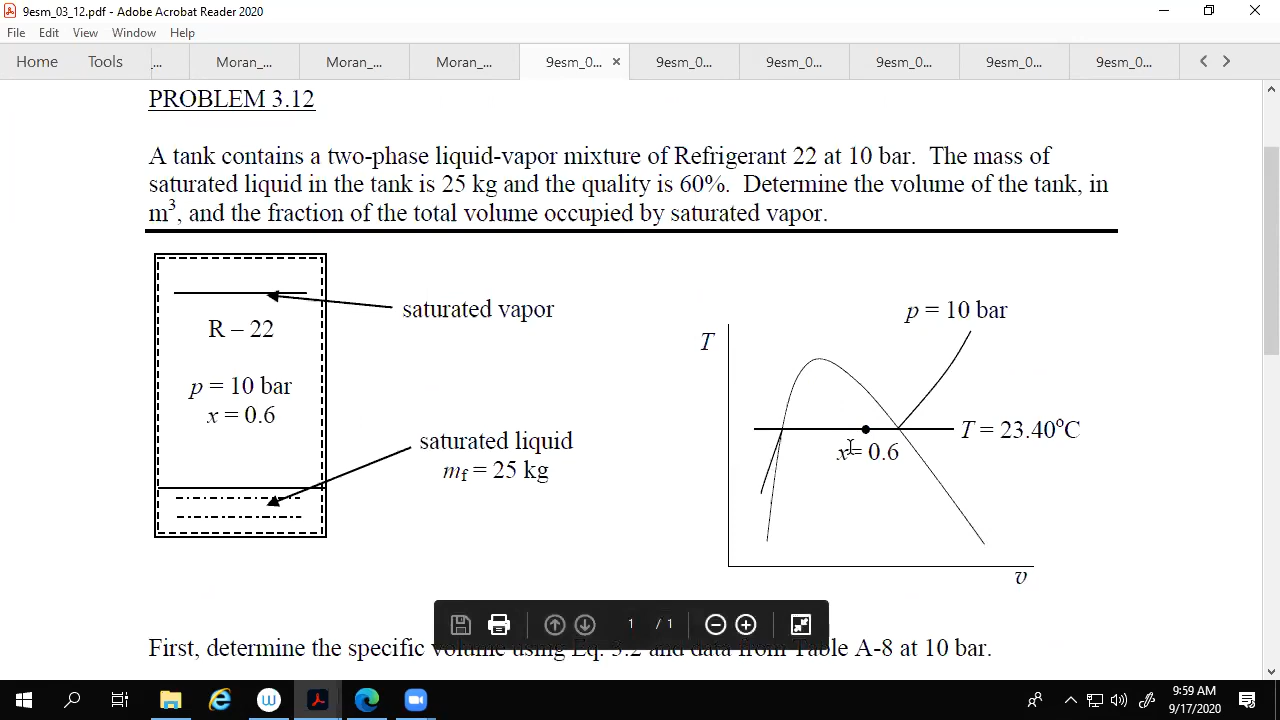 9esm_03_12.pdf - Adobe Acrobat Reader 2020
File Edit View Window Help
Home Tools ... Moran_... Moran_... Moran_... 9esm_0... × 9esm_0... 9esm_0... 9esm_0... 9esm_0... 9esm_0...
PROBLEM 3.12
A tank contains a two-phase liquid-vapor mixture of Refrigerant 22 at 10 bar. The mass of
saturated liquid in the tank is 25 kg and the quality is 60%. Determine the volume of the tank, in
m³, and the fraction of the total volume occupied by saturated vapor.
saturated vapor
R – 22
p = 10 bar
x = 0.6
saturated liquid
mf = 25 kg
p = 10 bar
T
T = 23.40°C
x = 0.6
v
1 / 1
First, determine the specific volume using Eq. 3.2 and data from Table A-8 at 10 bar.
9:59 AM
9/17/2020